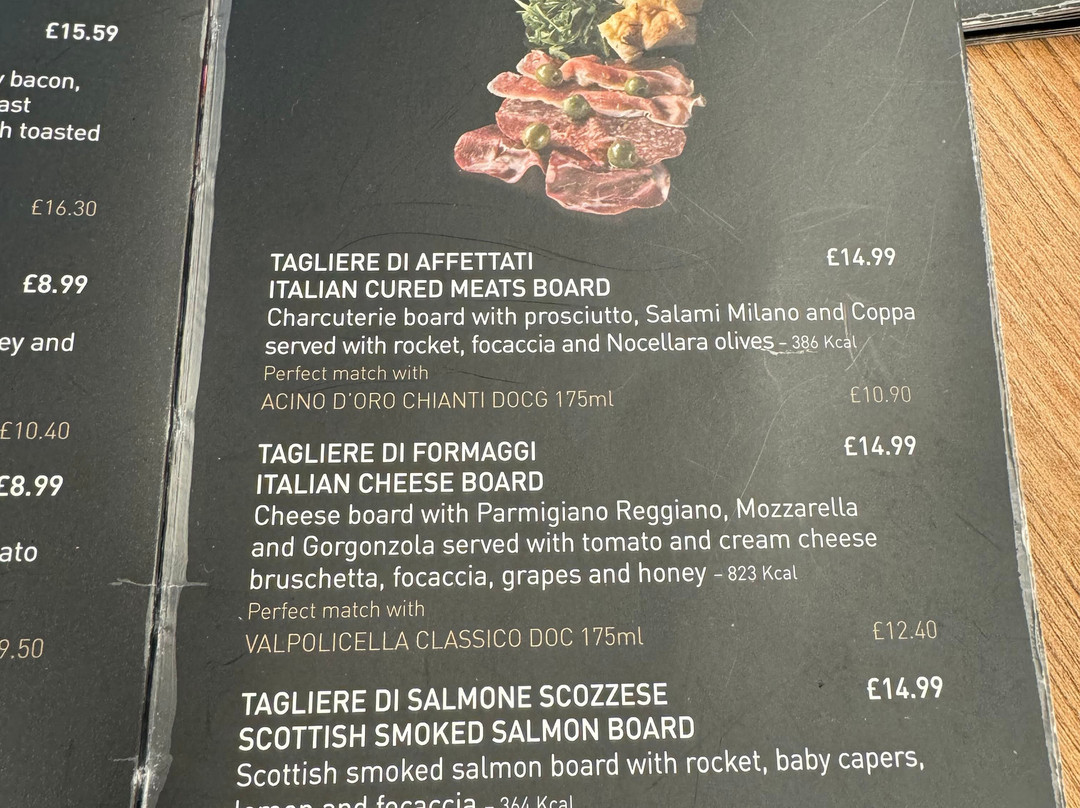 £15.59
bacon,
h toasted
£16.30
£8.99
ey and
£10.40
£8.99
ato
9.50
TAGLIERE DI AFFETTATI £14.99
ITALIAN CURED MEATS BOARD
Charcuterie board with prosciutto, Salami Milano and Coppa
served with rocket, focaccia and Nocellara olives - 386 Kcal
Perfect match with
ACINO D'ORO CHIANTI DOCG 175ml £10.90
TAGLIERE DI FORMAGGI £14.99
ITALIAN CHEESE BOARD
Cheese board with Parmigiano Reggiano, Mozzarella
and Gorgonzola served with tomato and cream cheese
bruschetta, focaccia, grapes and honey - 823 Kcal
Perfect match with
VALPOLICELLA CLASSICO DOC 175ml £12.40
TAGLIERE DI SALMONE SCOZZESE £14.99
SCOTTISH SMOKED SALMON BOARD
Scottish smoked salmon board with rocket, baby capers,
lemon and focaccia - 364 Kcal